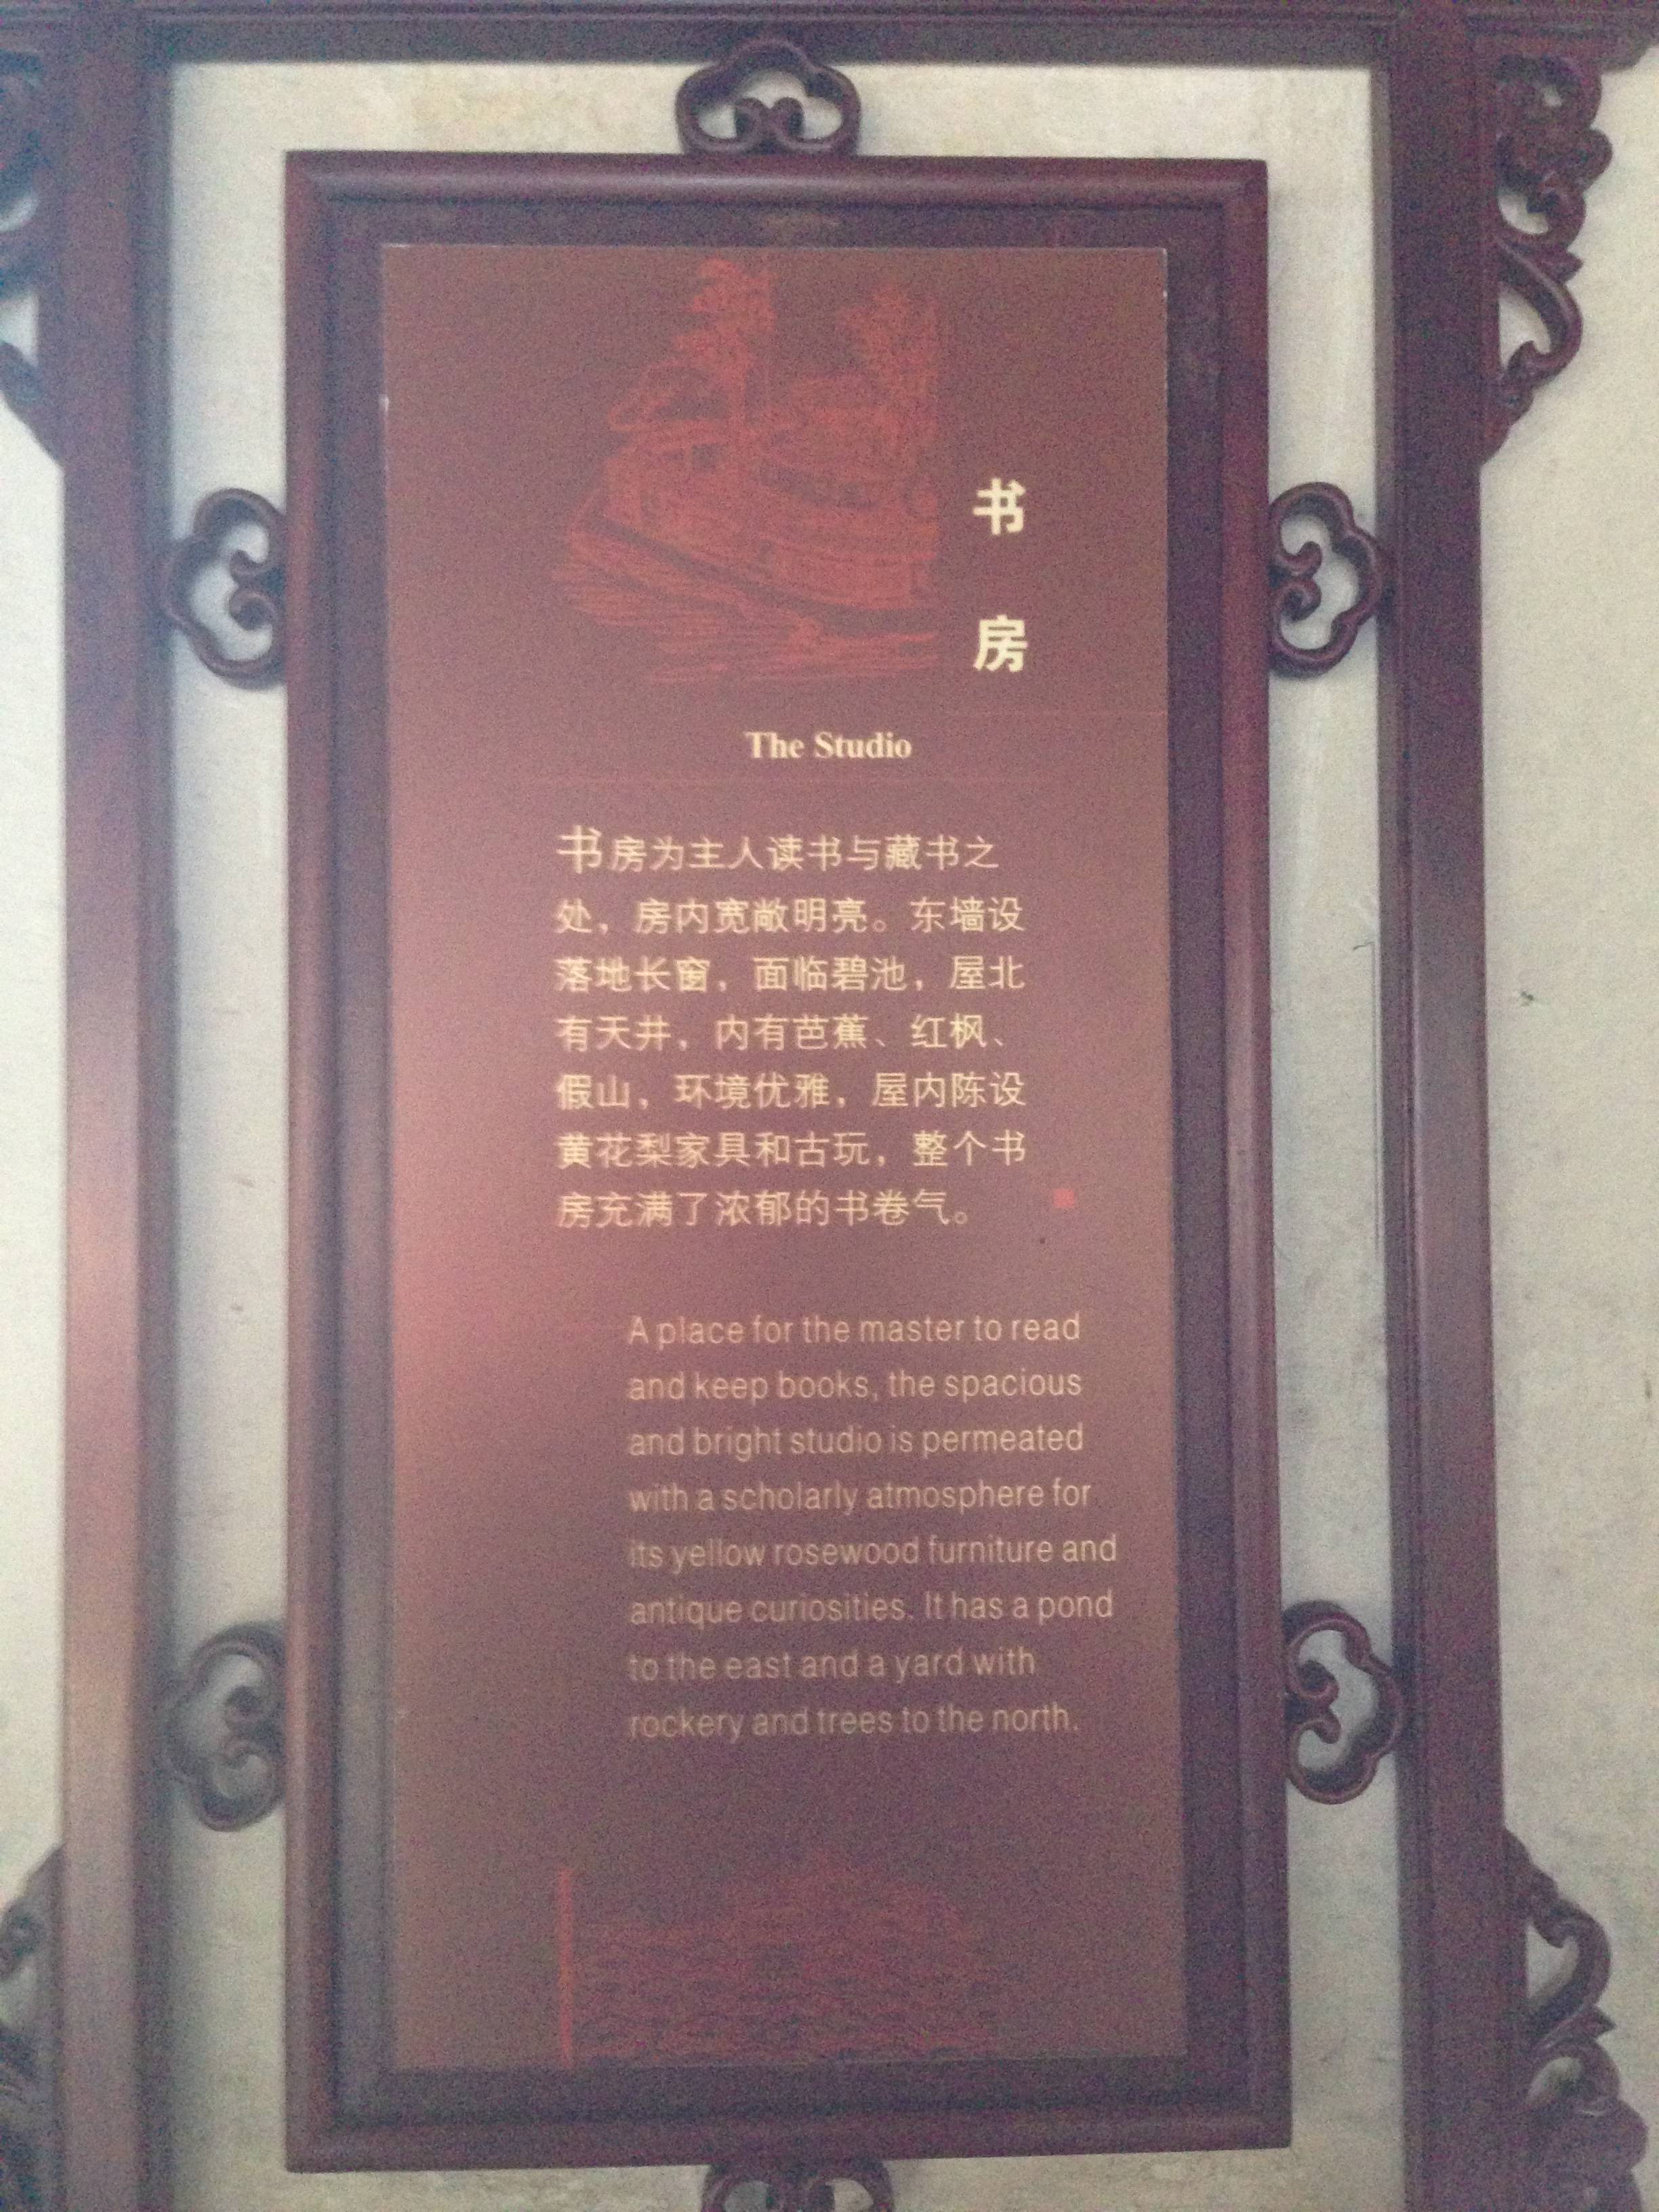 书房
The Studio
书房为主人读书与藏书之
处，房内宽敞明亮。东墙设
落地长窗，面临碧池，屋北
有天井，内有芭蕉、红枫、
假山，环境优雅，屋内陈设
黄花梨家具和古玩，整个书
房充满了浓郁的书卷气。
A place for the master to read
and keep books, the spacious
and bright studio is permeated
with a scholarly atmosphere for
its yellow rosewood furniture and
antique curiosities. It has a pond
to the east and a yard with
rockery and trees to the north.